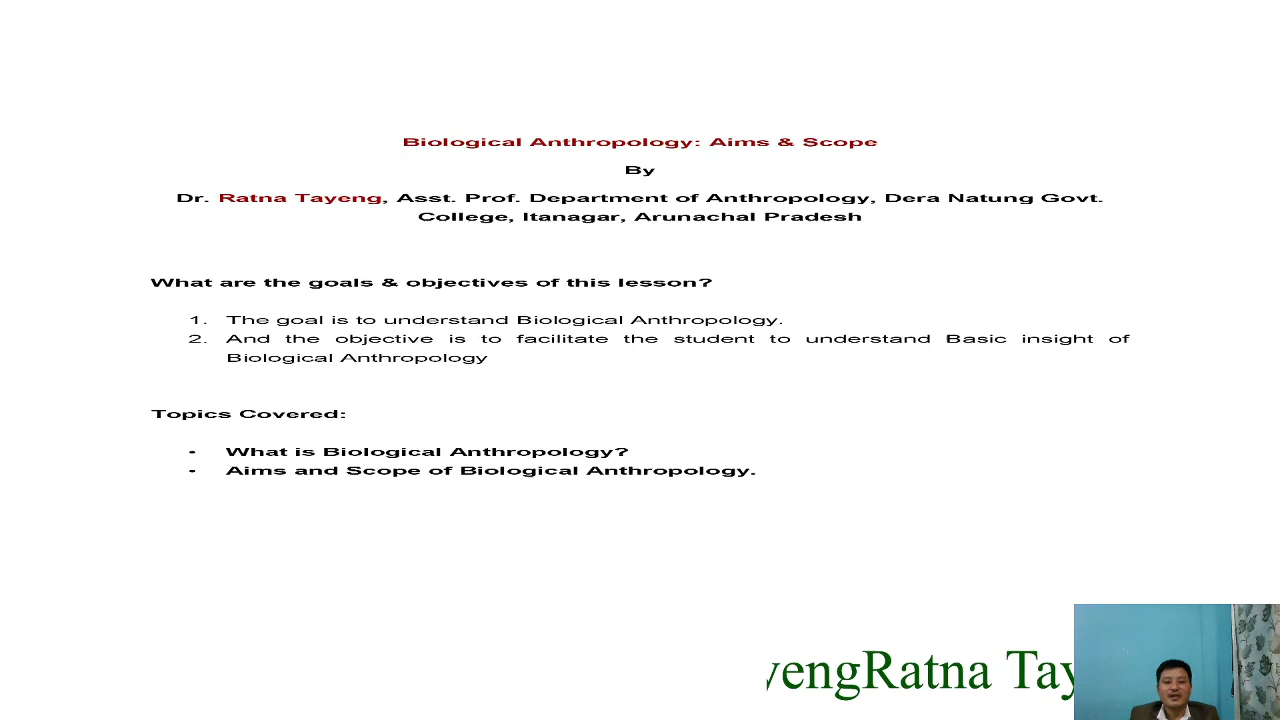 Biological Anthropology: Aims & Scope
By
Dr. Ratna Tayeng, Asst. Prof. Department of Anthropology, Dera Natung Govt.
College, Itanagar, Arunachal Pradesh
What are the goals & objectives of this lesson?
1. The goal is to understand Biological Anthropology.
2. And the objective is to facilitate the student to understand Basic insight of
Biological Anthropology
Topics Covered:
• What is Biological Anthropology?
• Aims and Scope of Biological Anthropology.
yengRatna Tay